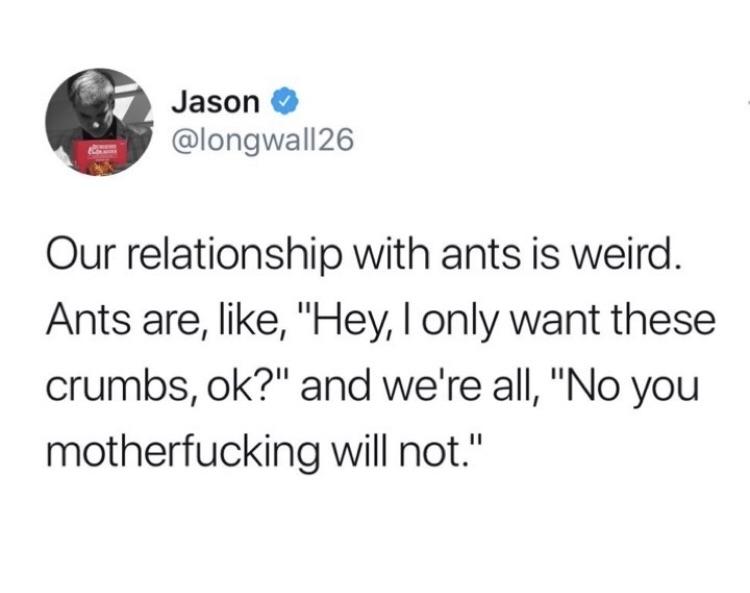 Jason
@longwall26
Our relationship with ants is weird.
Ants are, like, "Hey, I only want these
crumbs, ok?" and we're all, "No you
motherfucking will not."